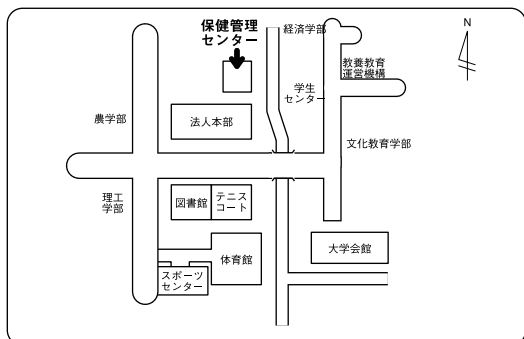 保健管理
センター
経済学部
N
教養教育
運営機構
学生
センター
農学部
法人本部
文化教育学部
理工
学部
図書館
テニス
コート
体育館
大学会館
スポーツ
センター